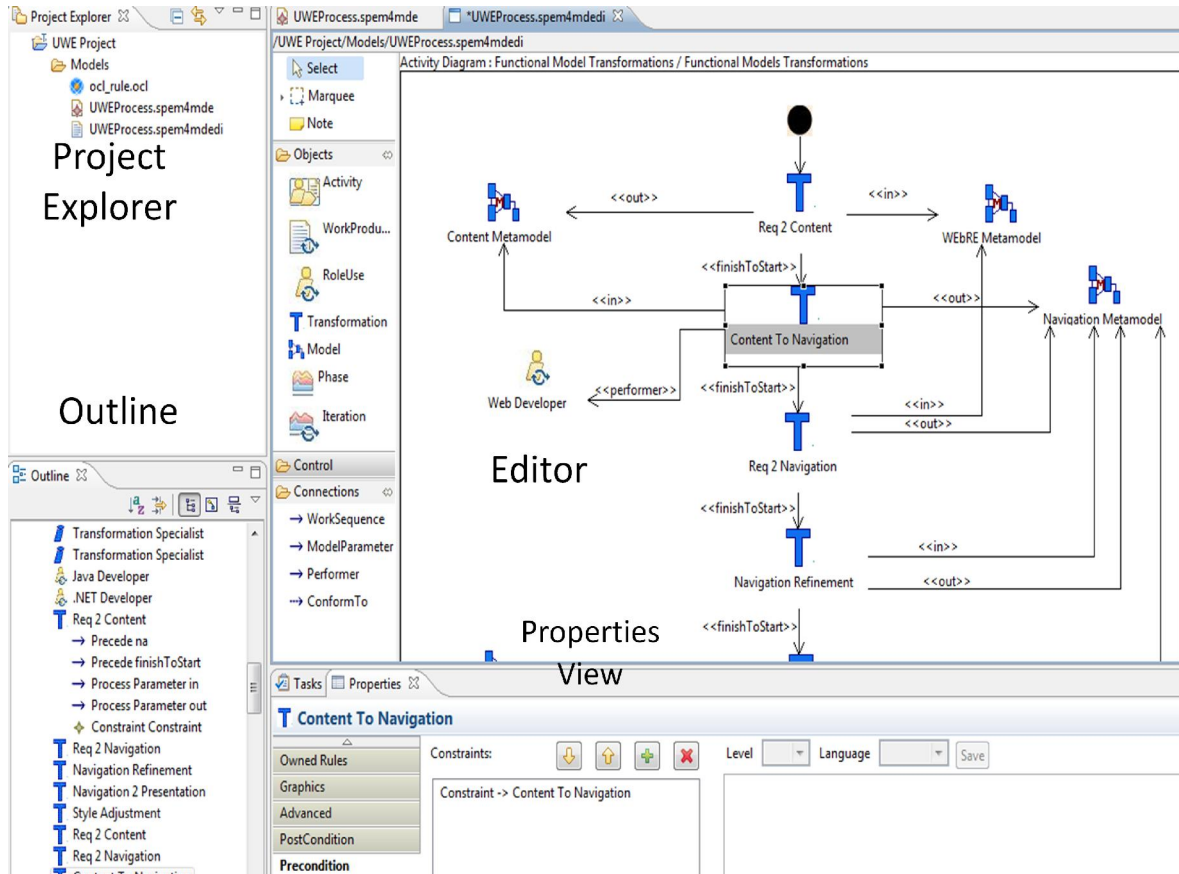 Project Explorer
UWE Project
Models
ocl_rule.ocl
UWEProcess.spem4mde
UWEProcess.spem4mdedi
Project
Explorer
Outline
Outline
Transformation Specialist
Transformation Specialist
Java Developer
.NET Developer
Req 2 Content
Precede na
Precede finishToStart
Process Parameter in
Process Parameter out
Constraint Constraint
Req 2 Navigation
Navigation Refinement
Navigation 2 Presentation
Style Adjustment
Req 2 Content
Req 2 Navigation
Content To Navigation
UWEProcess.spem4mde
*UWEProcess.spem4mdedi
/UWE Project/Models/UWEProcess.spem4mdedi
Select
Marquee
Note
Objects
Activity
WorkProdu...
RoleUse
Transformation
Model
Phase
Iteration
Control
Connections
WorkSequence
ModelParameter
Performer
ConformTo
Activity Diagram : Functional Model Transformations / Functional Models Transformations
<<out>>
<<in>>
Content Metamodel
Req 2 Content
WEbRE Metamodel
<<finishToStart>>
<<in>>
<<out>>
Navigation Metamodel
Content To Navigation
Web Developer
<<performer>>
<<finishToStart>>
<<in>>
<<out>>
Req 2 Navigation
Editor
<<finishToStart>>
<<in>>
Navigation Refinement
<<out>>
<<finishToStart>>
Properties
View
Tasks
Properties
Content To Navigation
Owned Rules
Graphics
Advanced
PostCondition
Precondition
Constraints:
Level
Language
Save
Constraint -> Content To Navigation